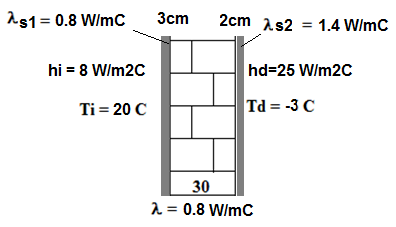 λs1 = 0.8 W/mC 3cm 2cm λs2 = 1.4 W/mC
hi = 8 W/m2C hd=25 W/m2C
Ti = 20 C Td = -3 C
30
λ = 0.8 W/mC